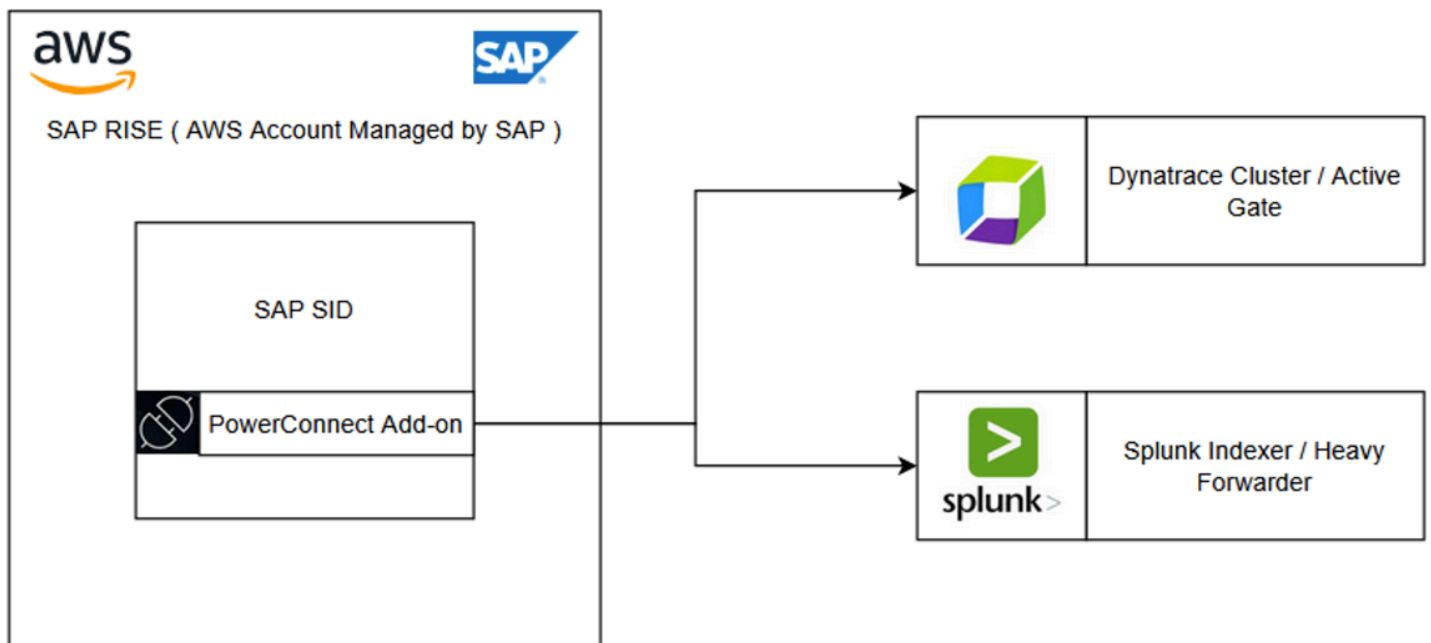 aws
SAP
SAP RISE ( AWS Account Managed by SAP )
SAP SID
PowerConnect Add-on
Dynatrace Cluster / Active
Gate
splunk>
Splunk Indexer / Heavy
Forwarder